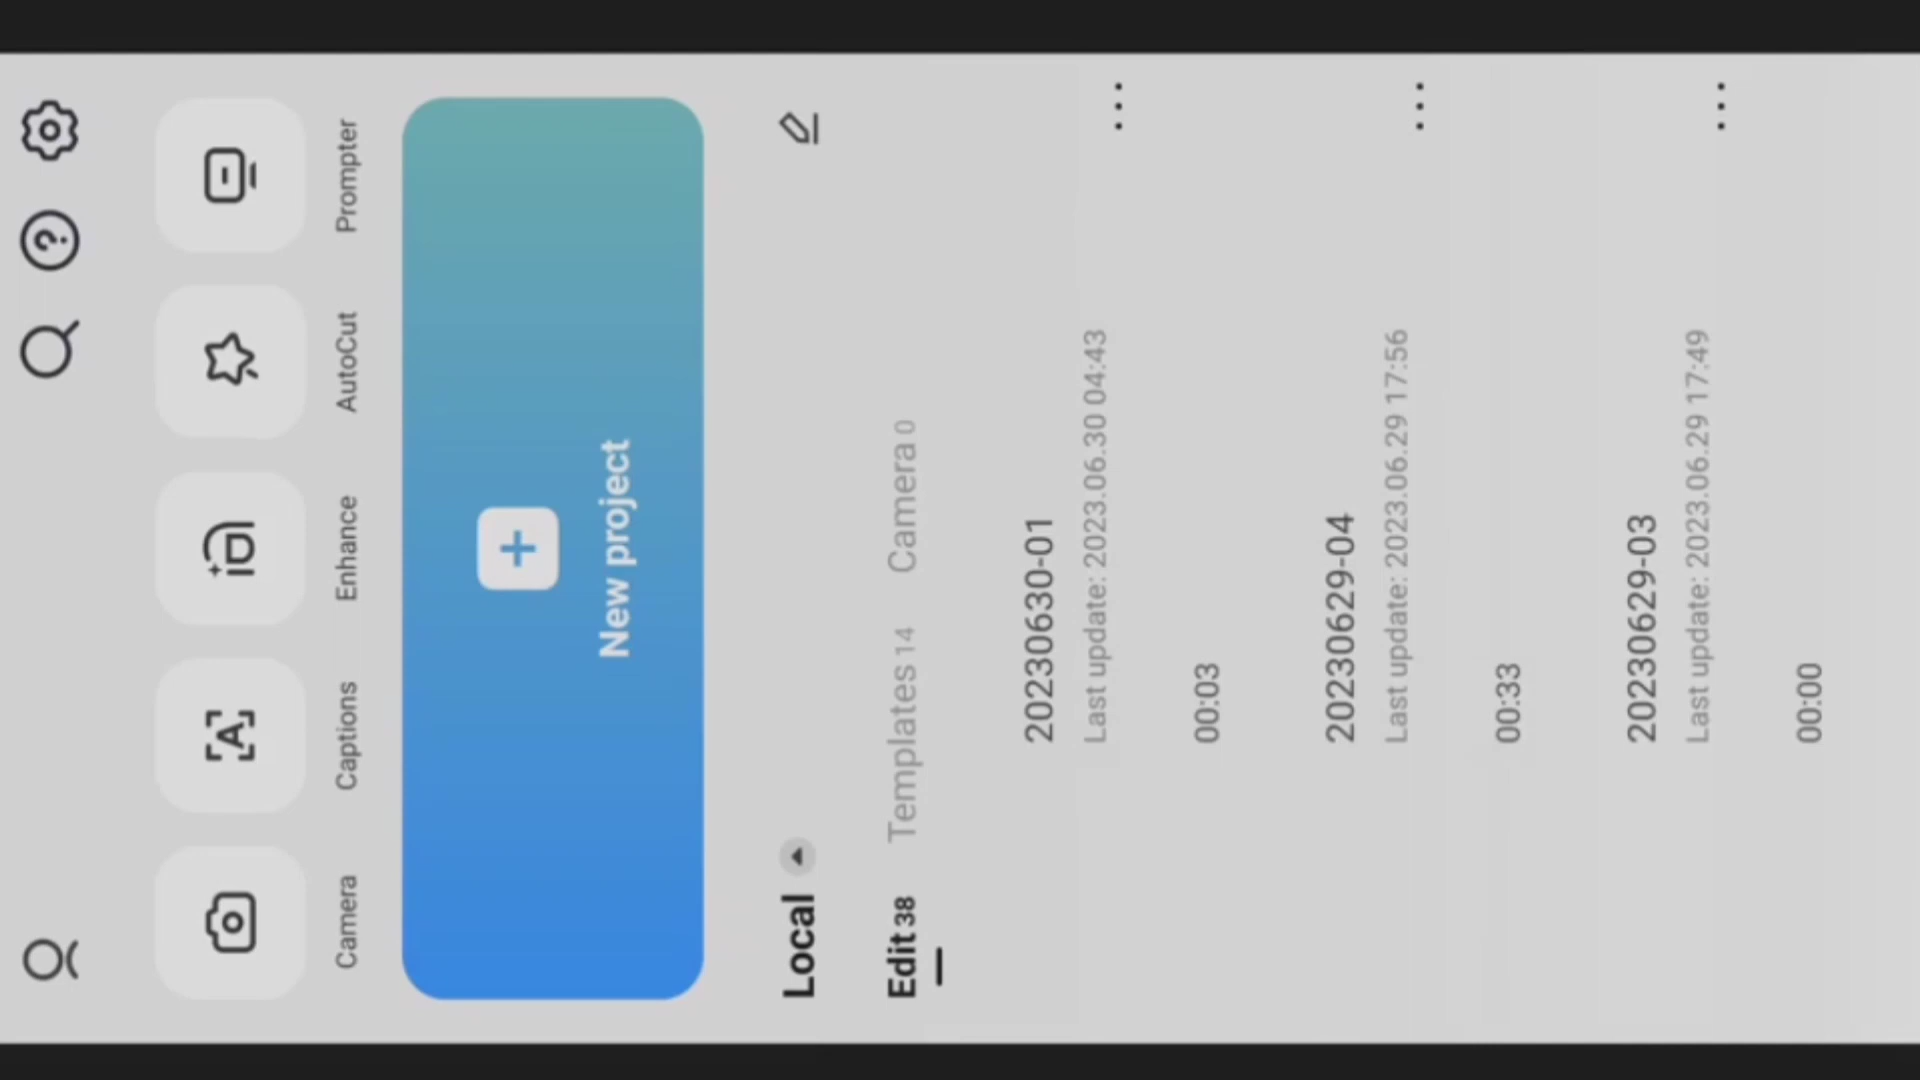 Camera Captions Enhance AutoCut Prompter
New project
Local
Edit 38 Templates 14 Camera 0
20230630-01
Last update: 2023.06.30 04:43
00:03
20230629-04
Last update: 2023.06.29 17:56
00:33
20230629-03
Last update: 2023.06.29 17:49
00:00